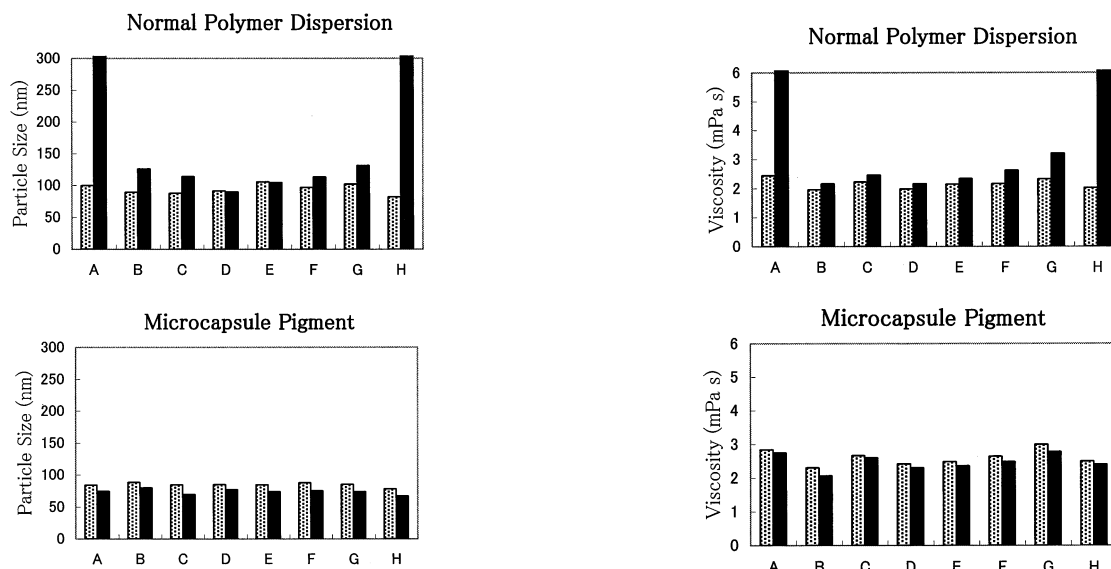 Normal Polymer Dispersion
Particle Size (nm)
300
250
200
150
100
50
0
A B C D E F G H
Normal Polymer Dispersion
Viscosity (mPa s)
6
5
4
3
2
1
0
A B C D E F G H
Microcapsule Pigment
Particle Size (nm)
300
250
200
150
100
50
0
A B C D E F G H
Microcapsule Pigment
Viscosity (mPa s)
6
5
4
3
2
1
0
A B C D E F G H